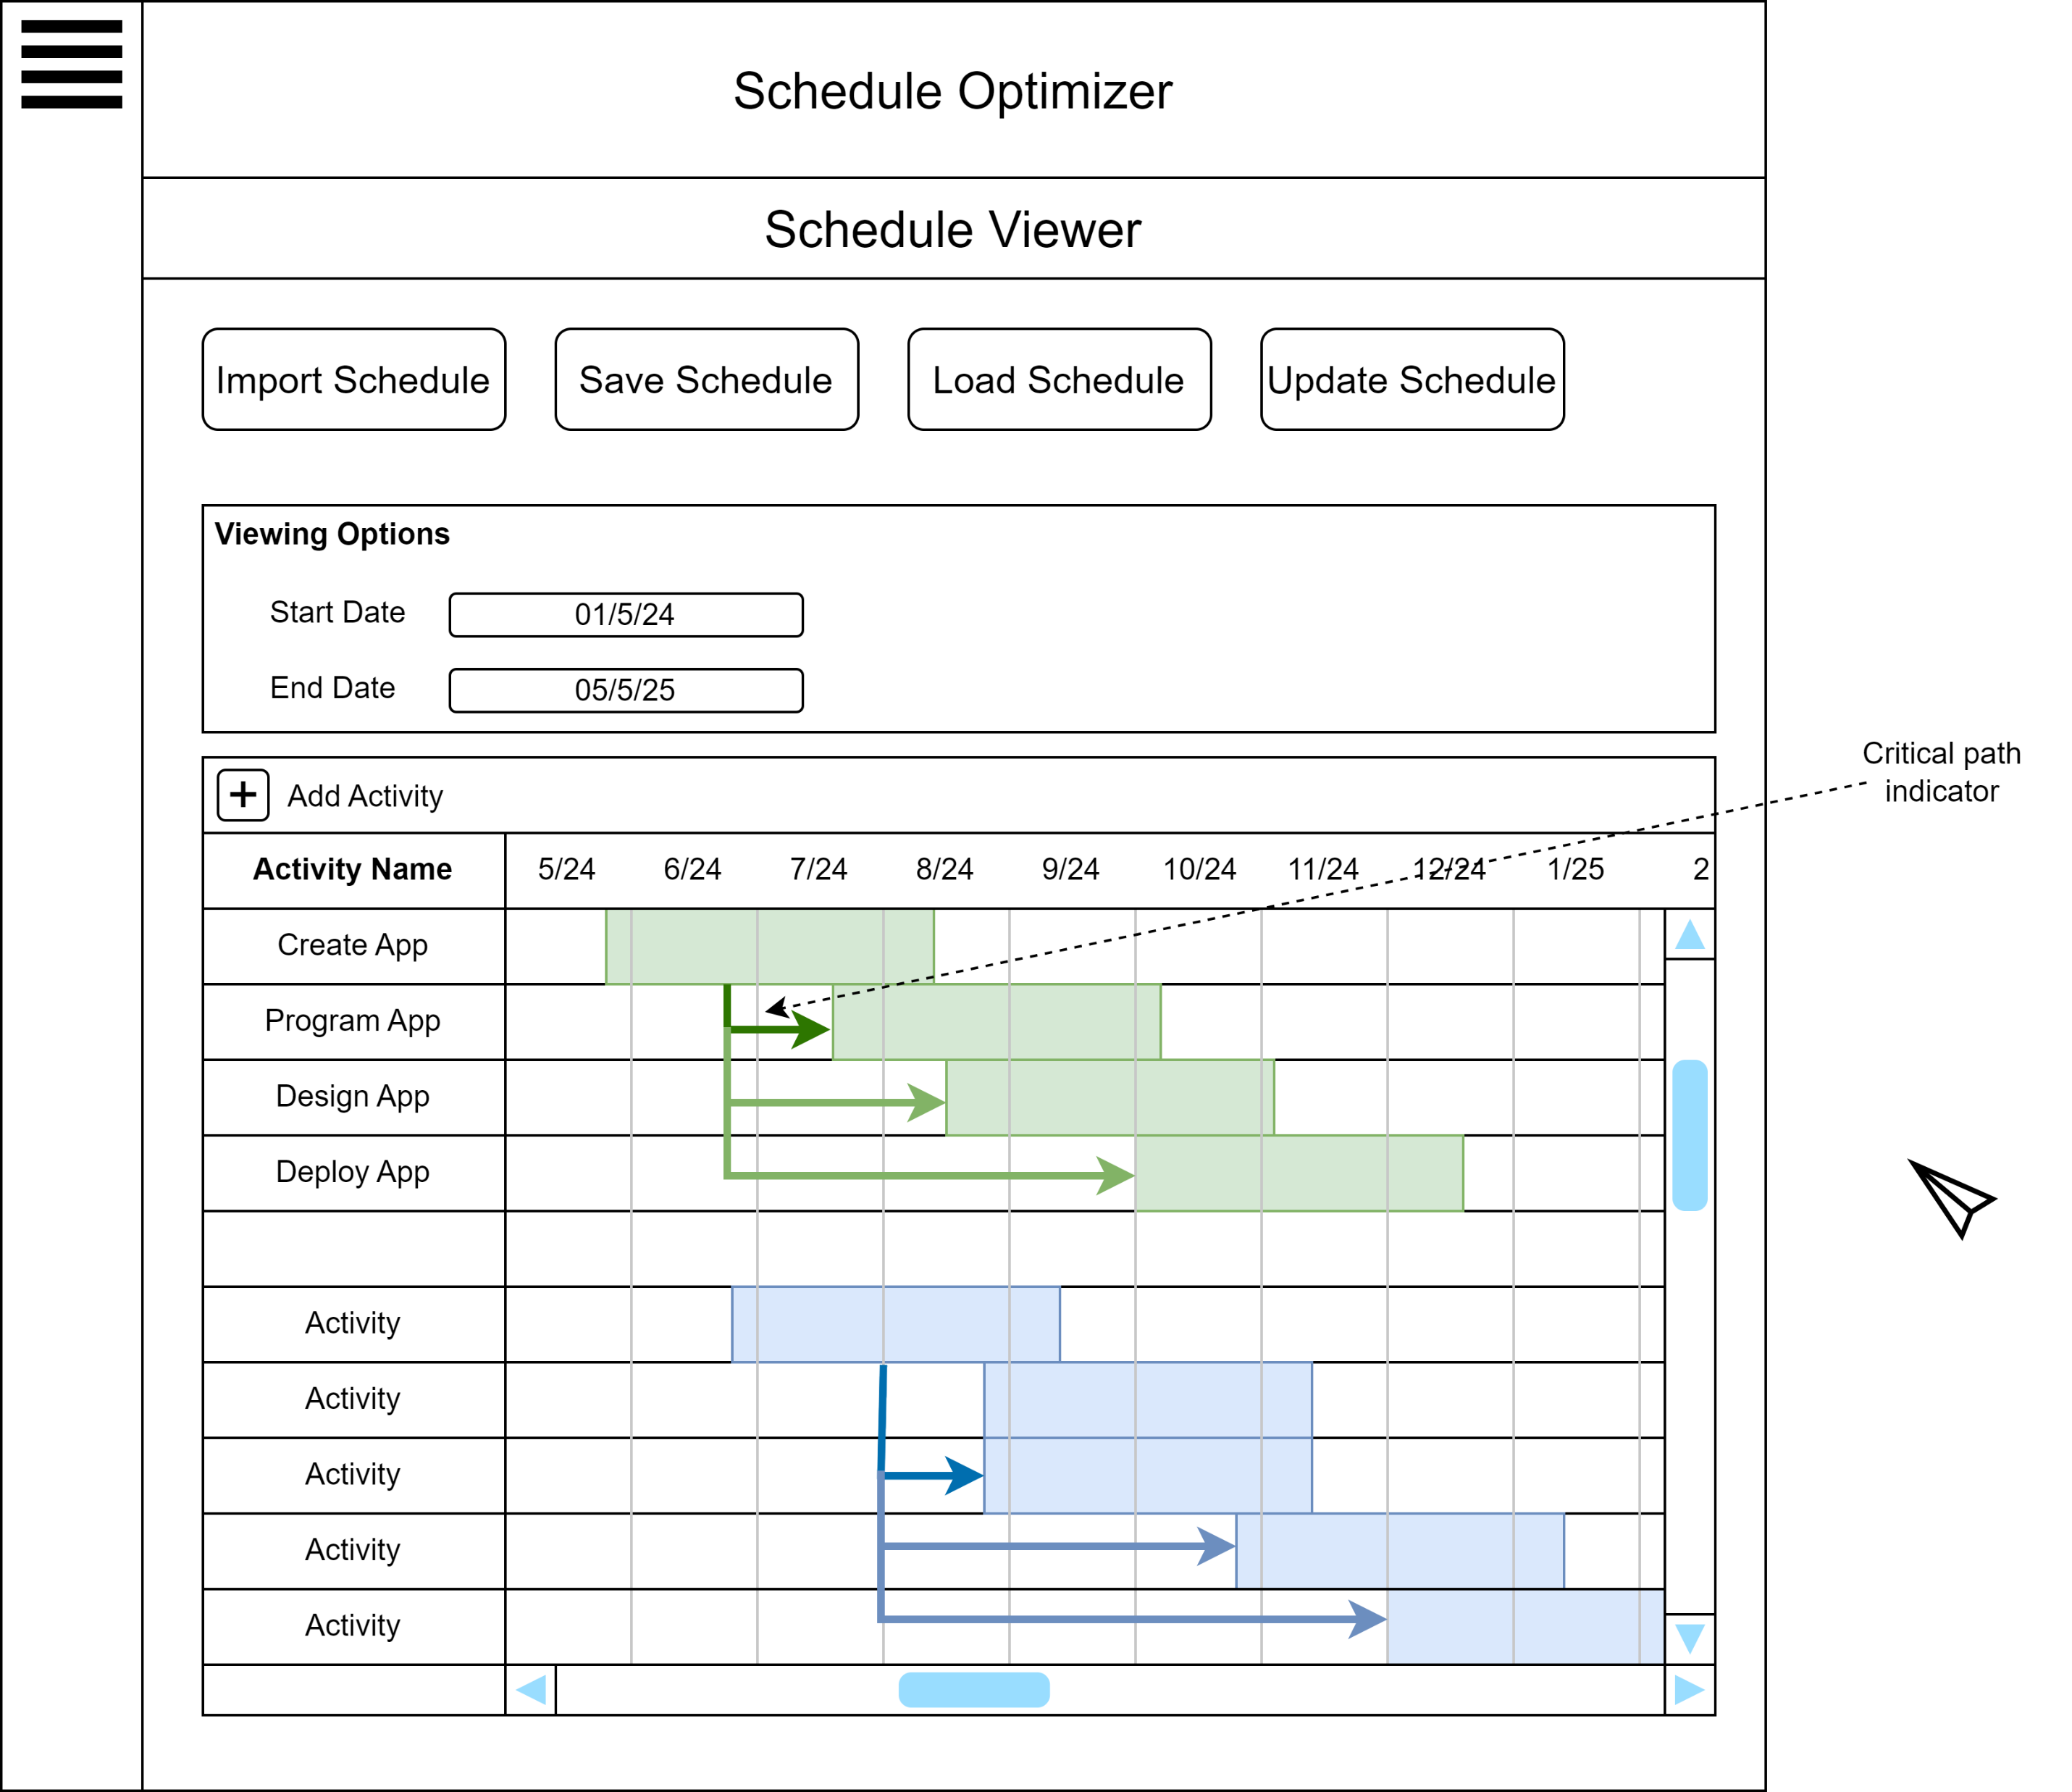 Schedule Optimizer
Schedule Viewer
Import Schedule
Save Schedule
Load Schedule
Update Schedule
Viewing Options
Start Date
01/5/24
End Date
05/5/25
Critical path
indicator
+
Add Activity
Activity Name
5/24
6/24
7/24
8/24
9/24
10/24
11/24
12/24
1/25
2
Create App
Program App
Design App
Deploy App
Activity
Activity
Activity
Activity
Activity